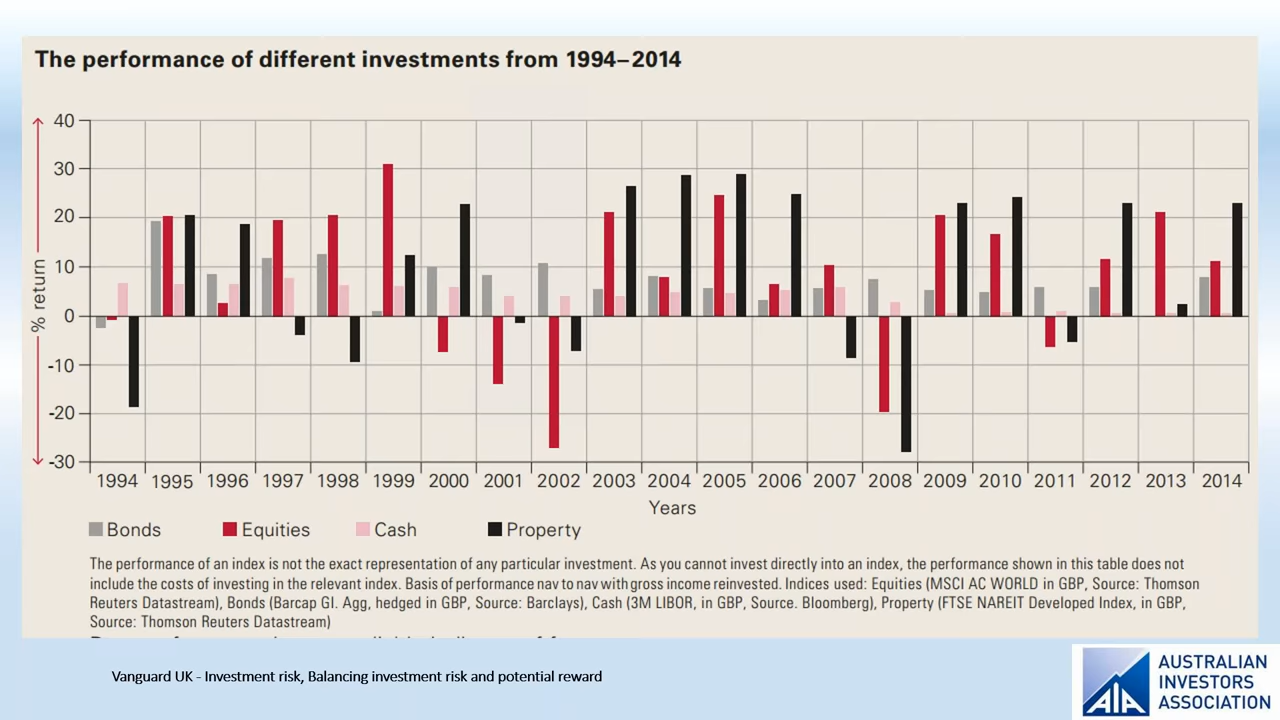 The performance of different investments from 1994–2014
% return
40
30
20
10
0
-10
-20
-30
1994 1995 1996 1997 1998 1999 2000 2001 2002 2003 2004 2005 2006 2007 2008 2009 2010 2011 2012 2013 2014
Years
Bonds Equities Cash Property
The performance of an index is not the exact representation of any particular investment. As you cannot invest directly into an index, the performance shown in this table does not
include the costs of investing in the relevant index. Basis of performance nav to nav with gross income reinvested. Indices used: Equities (MSCI AC WORLD in GBP, Source: Thomson
Reuters Datastream), Bonds (Barcap GI. Agg, hedged in GBP, Source: Barclays), Cash (3M LIBOR, in GBP, Source. Bloomberg), Property (FTSE NAREIT Developed Index, in GBP,
Source: Thomson Reuters Datastream)
Vanguard UK - Investment risk, Balancing investment risk and potential reward
AIA
AUSTRALIAN
INVESTORS
ASSOCIATION